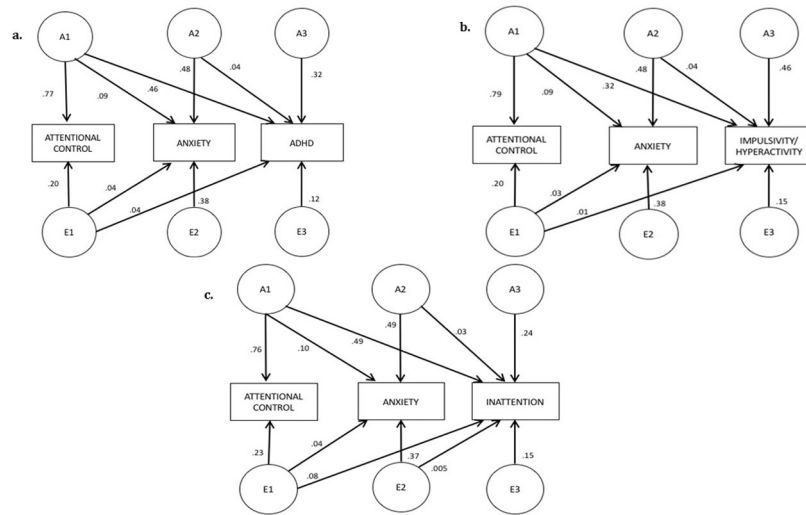 a.
A1
A2
A3
.77
.09
.46
.48
.04
.32
ATTENTIONAL
CONTROL
ANXIETY
ADHD
.20
.04
.04
.38
.12
E1
E2
E3
b.
A1
A2
A3
.79
.09
.32
.48
.04
.46
ATTENTIONAL
CONTROL
ANXIETY
IMPULSIVITY/
HYPERACTIVITY
.20
.03
.01
.38
.15
E1
E2
E3
c.
A1
A2
A3
.76
.10
.49
.49
.03
.24
ATTENTIONAL
CONTROL
ANXIETY
INATTENTION
.23
.04
.08
.37
.005
.15
E1
E2
E3